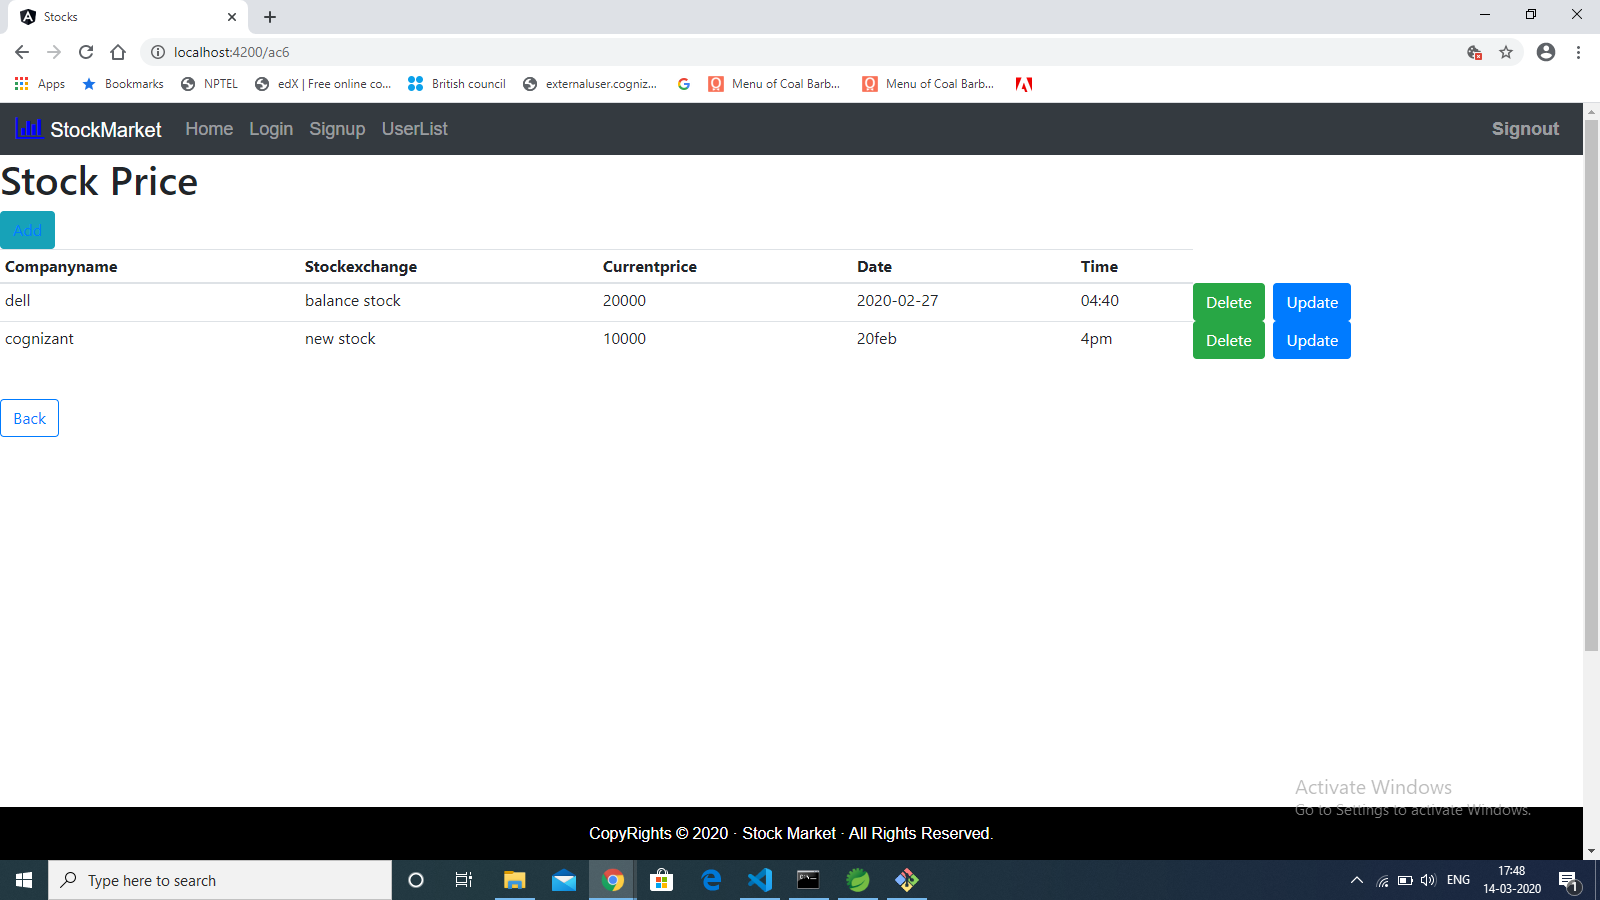 Stocks
localhost:4200/ac6
Apps Bookmarks NPTEL edX | Free online co... British council externaluser.cogniz... Menu of Coal Barb... Menu of Coal Barb...
StockMarket Home Login Signup UserList Signout
Stock Price
Add
Companyname Stockexchange Currentprice Date Time
dell balance stock 20000 2020-02-27 04:40 Delete Update
cognizant new stock 10000 20feb 4pm Delete Update
Back
Activate Windows
Go to Settings to activate Windows.
CopyRights © 2020 · Stock Market · All Rights Reserved.
Type here to search
ENG
17:48
14-03-2020
1